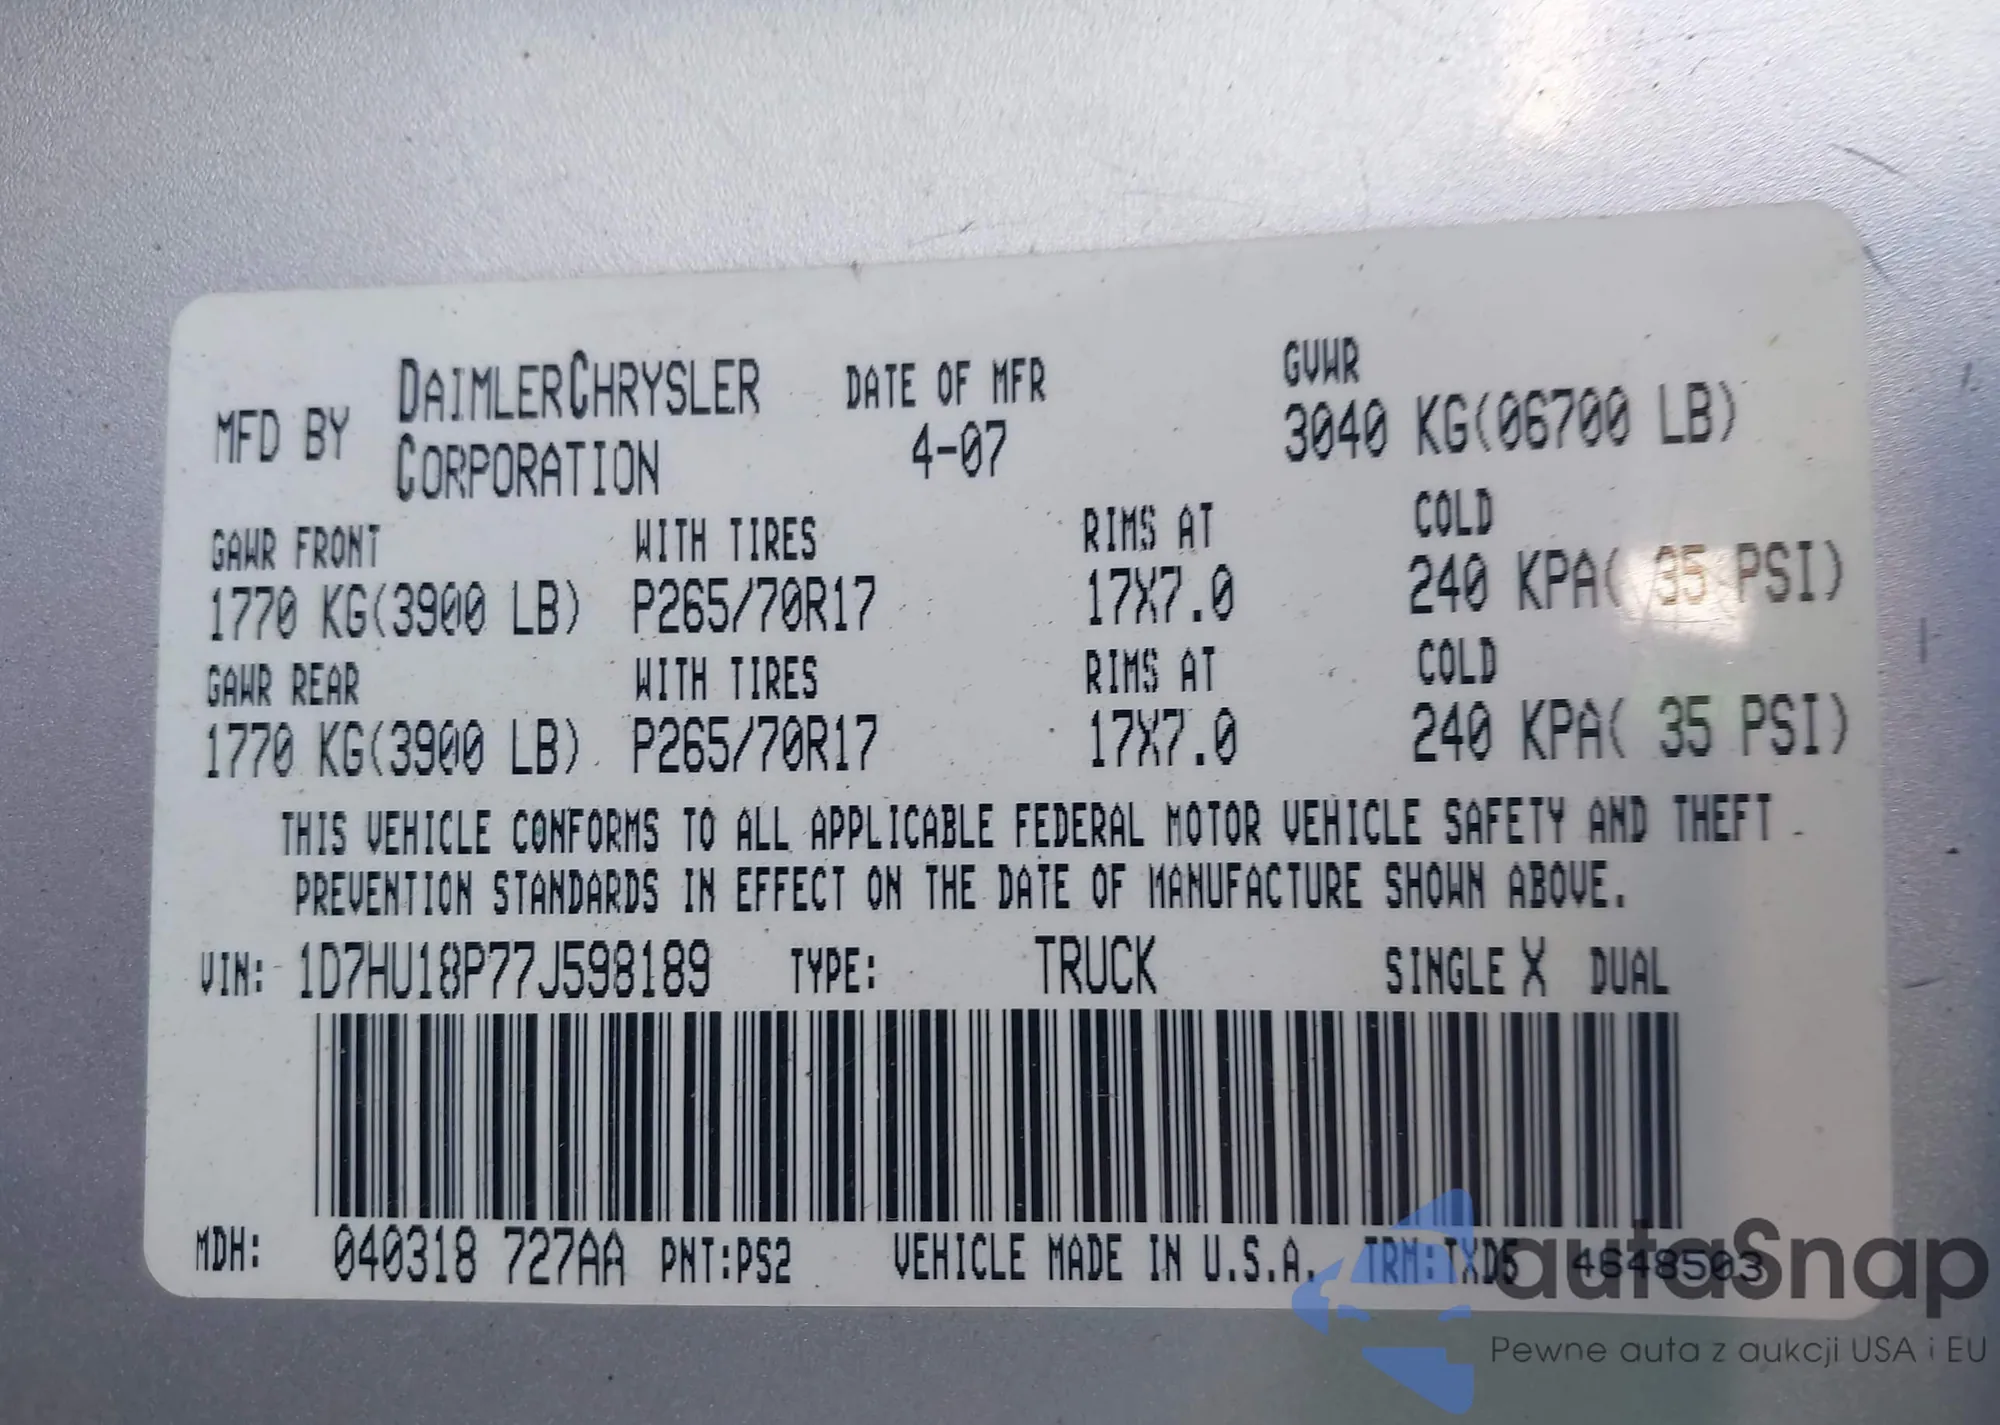 MFD BY DAIMLERCHRYSLER CORPORATION DATE OF MFR 4-07 GVWR 3040 KG(06700 LB)
GAWR FRONT WITH TIRES RIMS AT COLD
1770 KG(3900 LB) P265/70R17 17X7.0 240 KPA( 35 PSI)
GAWR REAR WITH TIRES RIMS AT COLD
1770 KG(3900 LB) P265/70R17 17X7.0 240 KPA( 35 PSI)
THIS VEHICLE CONFORMS TO ALL APPLICABLE FEDERAL MOTOR VEHICLE SAFETY AND THEFT
PREVENTION STANDARDS IN EFFECT ON THE DATE OF MANUFACTURE SHOWN ABOVE.
VIN: 1D7HU18P77J598189 TYPE: TRUCK SINGLE X DUAL
MDH: 040318 727AA PNT:PS2 VEHICLE MADE IN U.S.A. TRM:TXD5 4648503
autaSnap
Pewne auta z aukcji USA i EU